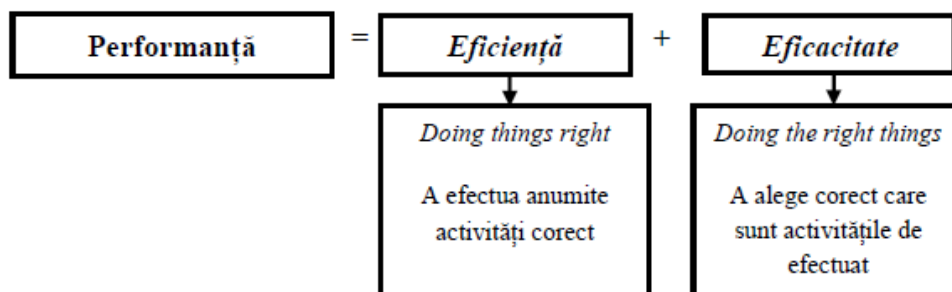 Performanță = Eficiență + Eficacitate
Doing things right
A efectua anumite
activități corect
Doing the right things
A alege corect care
sunt activitățile de
efectuat